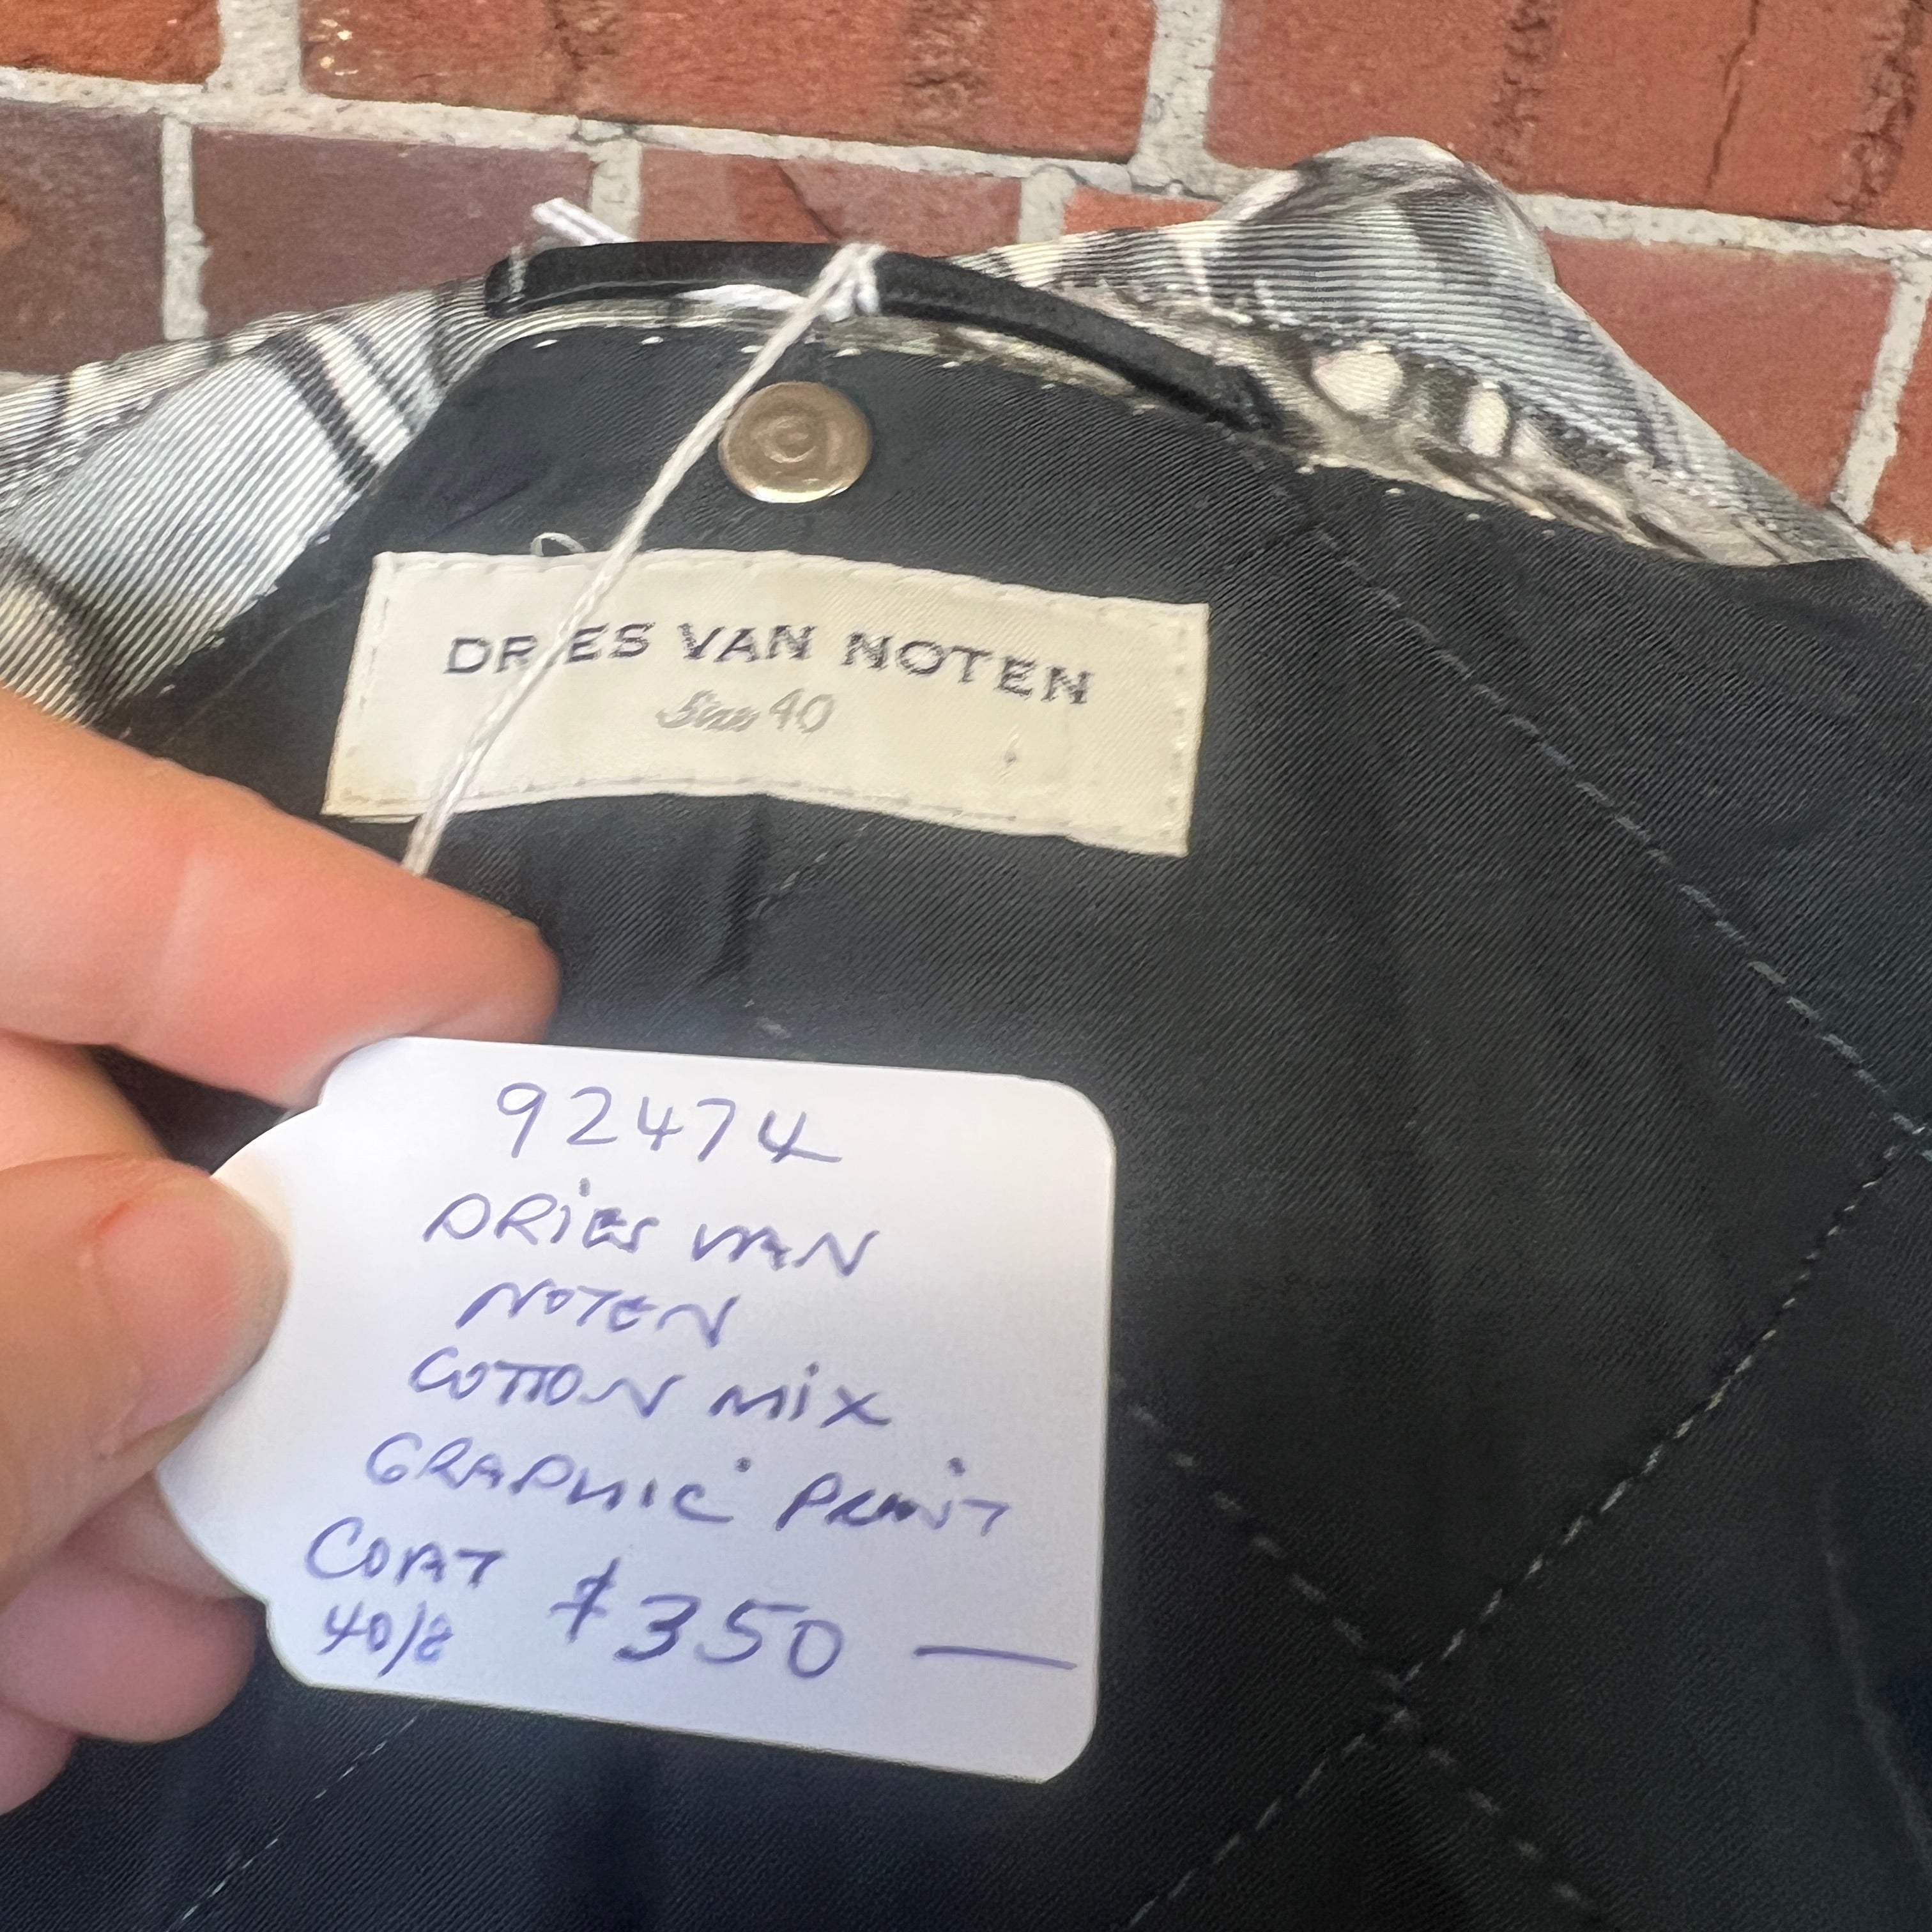 DRIES VAN NOTEN
Size 40
92474
DRiES VAN
NOTEN
COTTON MiX
GRAPHiC PRiNT
COAT $350 —
40/8